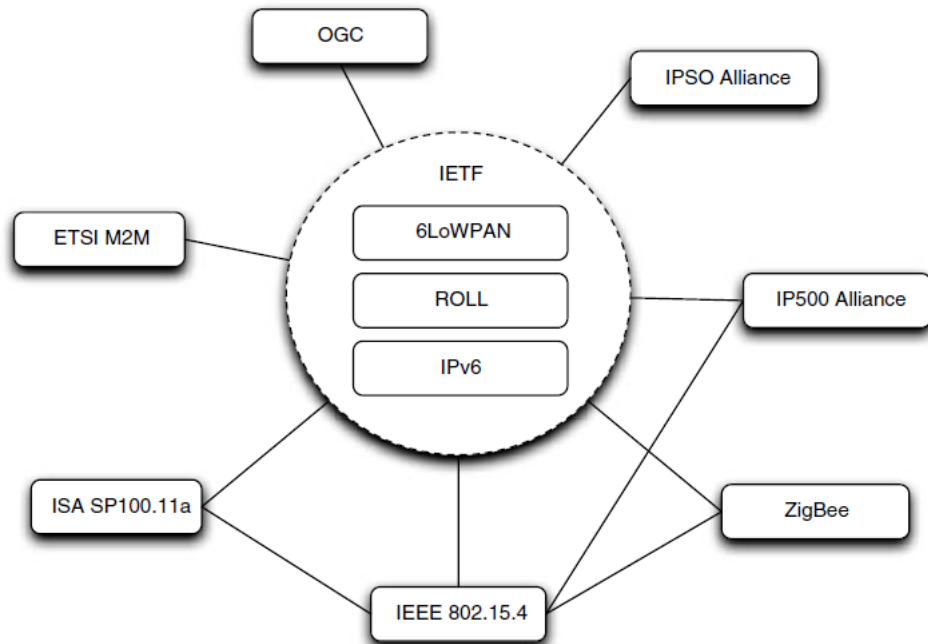 OGC
IPSO Alliance
IETF
6LoWPAN
ETSI M2M
ROLL
IP500 Alliance
IPv6
ISA SP100.11a
ZigBee
IEEE 802.15.4